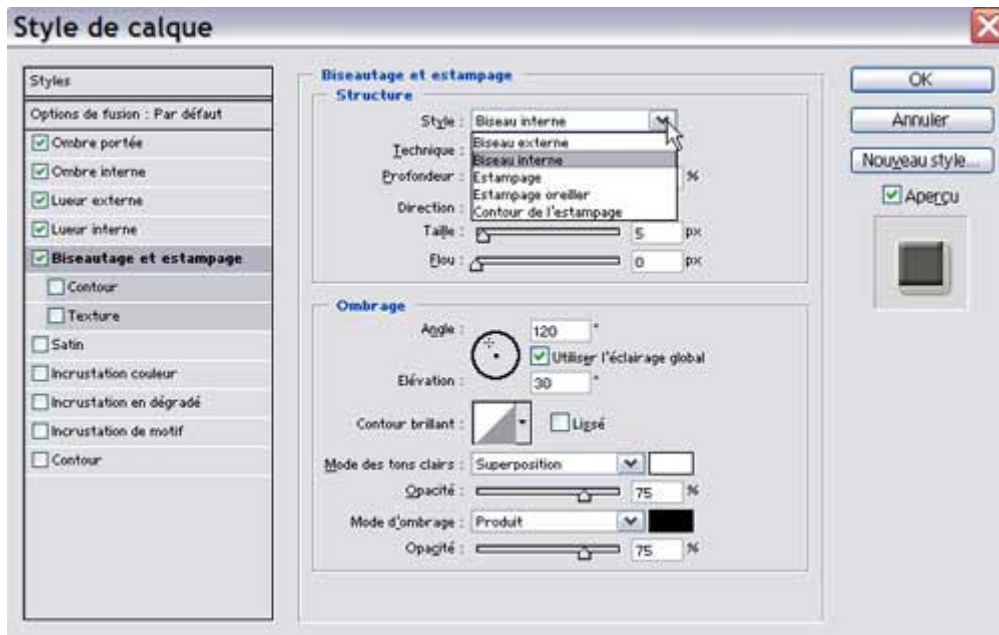 Style de calque
Styles
Options de fusion : Par défaut
Ombre portée
Ombre interne
Lueur externe
Lueur interne
Biseautage et estampage
Contour
Texture
Satin
Incrustation couleur
Incrustation en dégradé
Incrustation de motif
Contour
Biseautage et estampage
Structure
Style : Biseau interne
Biseau externe
Biseau interne
Estampage
Estampage oreiller
Contour de l'estampage
Technique :
Profondeur : %
Direction :
Taille : 5 px
Flou : 0 px
Ombrage
Angle : 120 °
Utiliser l'éclairage global
Elévation : 30 °
Contour brillant : Lissé
Mode des tons clairs : Superposition
Opacité : 75 %
Mode d'ombrage : Produit
Opacité : 75 %
OK
Annuler
Nouveau style...
Aperçu